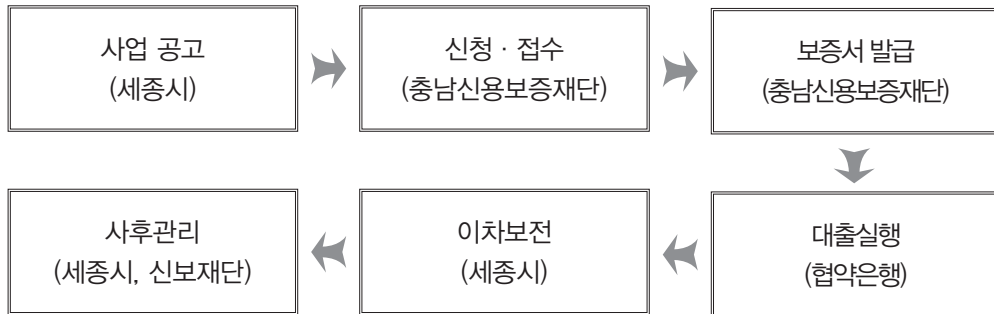 사업 공고
(세종시)
신청 · 접수
(충남신용보증재단)
보증서 발급
(충남신용보증재단)
대출실행
(협약은행)
이차보전
(세종시)
사후관리
(세종시, 신보재단)